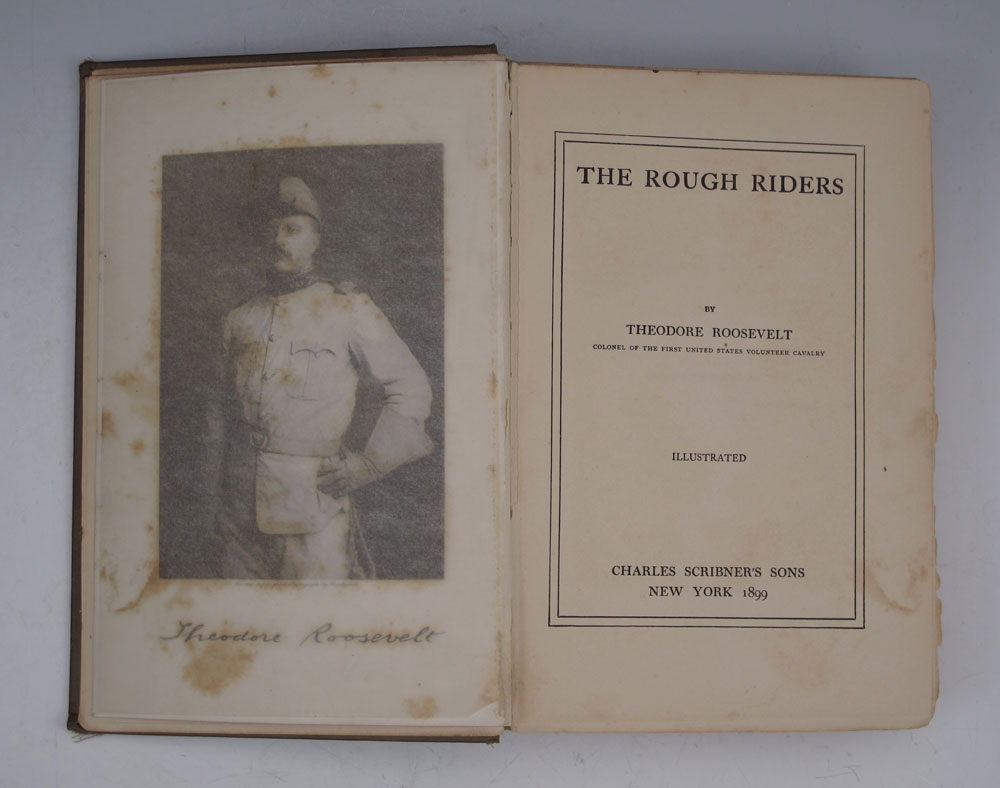 Theodore Roosevelt
THE ROUGH RIDERS
BY
THEODORE ROOSEVELT
COLONEL OF THE FIRST UNITED STATES VOLUNTEER CAVALRY
ILLUSTRATED
CHARLES SCRIBNER'S SONS
NEW YORK 1899